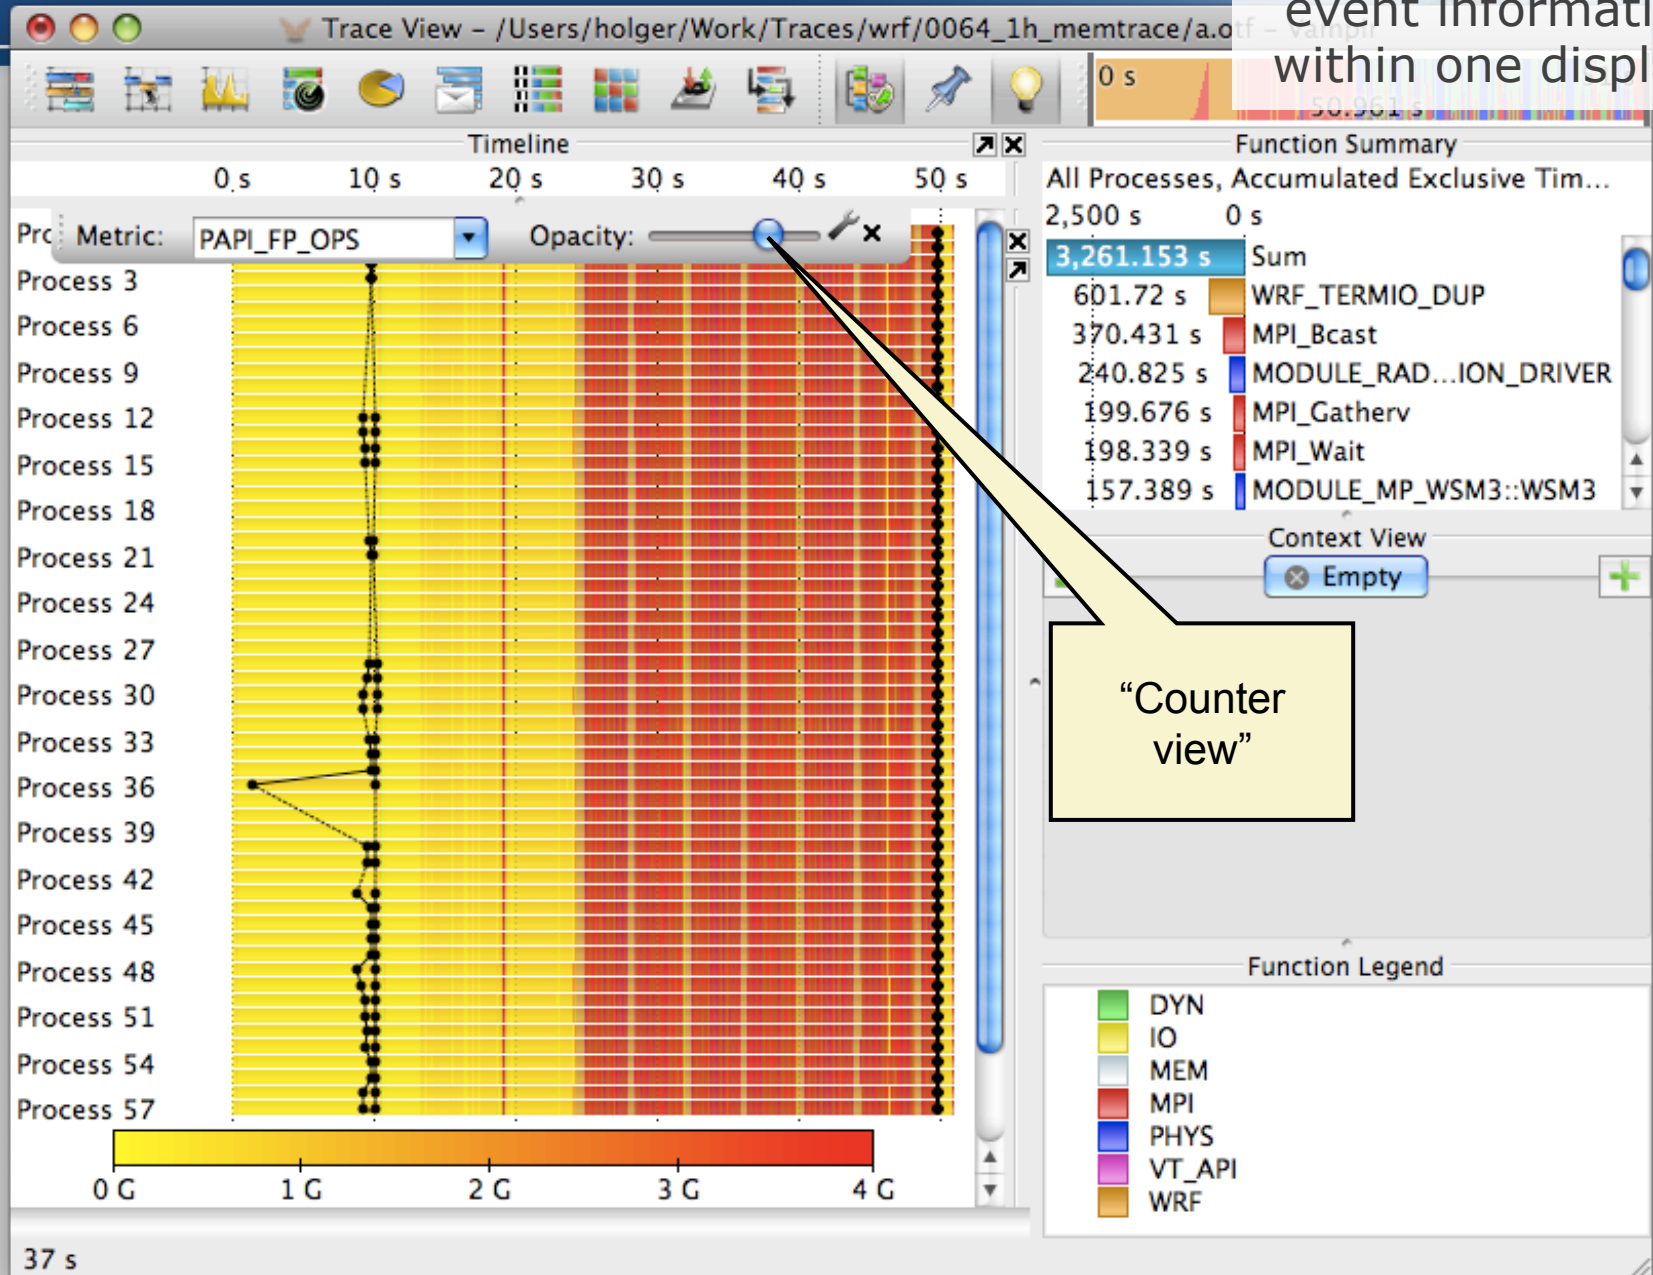 event informati
Trace View – /Users/holger/Work/Traces/wrf/0064_1h_memtrace/a.otf – Vampir
within one displ
0 s
50.961 s
Timeline
0 s 10 s 20 s 30 s 40 s 50 s
Metric: PAPI_FP_OPS Opacity:
Process 3
Process 6
Process 9
Process 12
Process 15
Process 18
Process 21
Process 24
Process 27
Process 30
Process 33
Process 36
Process 39
Process 42
Process 45
Process 48
Process 51
Process 54
Process 57
0 G 1 G 2 G 3 G 4 G
37 s
Function Summary
All Processes, Accumulated Exclusive Tim...
2,500 s 0 s
3,261.153 s Sum
601.72 s WRF_TERMIO_DUP
370.431 s MPI_Bcast
240.825 s MODULE_RAD...ION_DRIVER
199.676 s MPI_Gatherv
198.339 s MPI_Wait
157.389 s MODULE_MP_WSM3::WSM3
Context View
Empty
“Counter
view”
Function Legend
DYN
IO
MEM
MPI
PHYS
VT_API
WRF